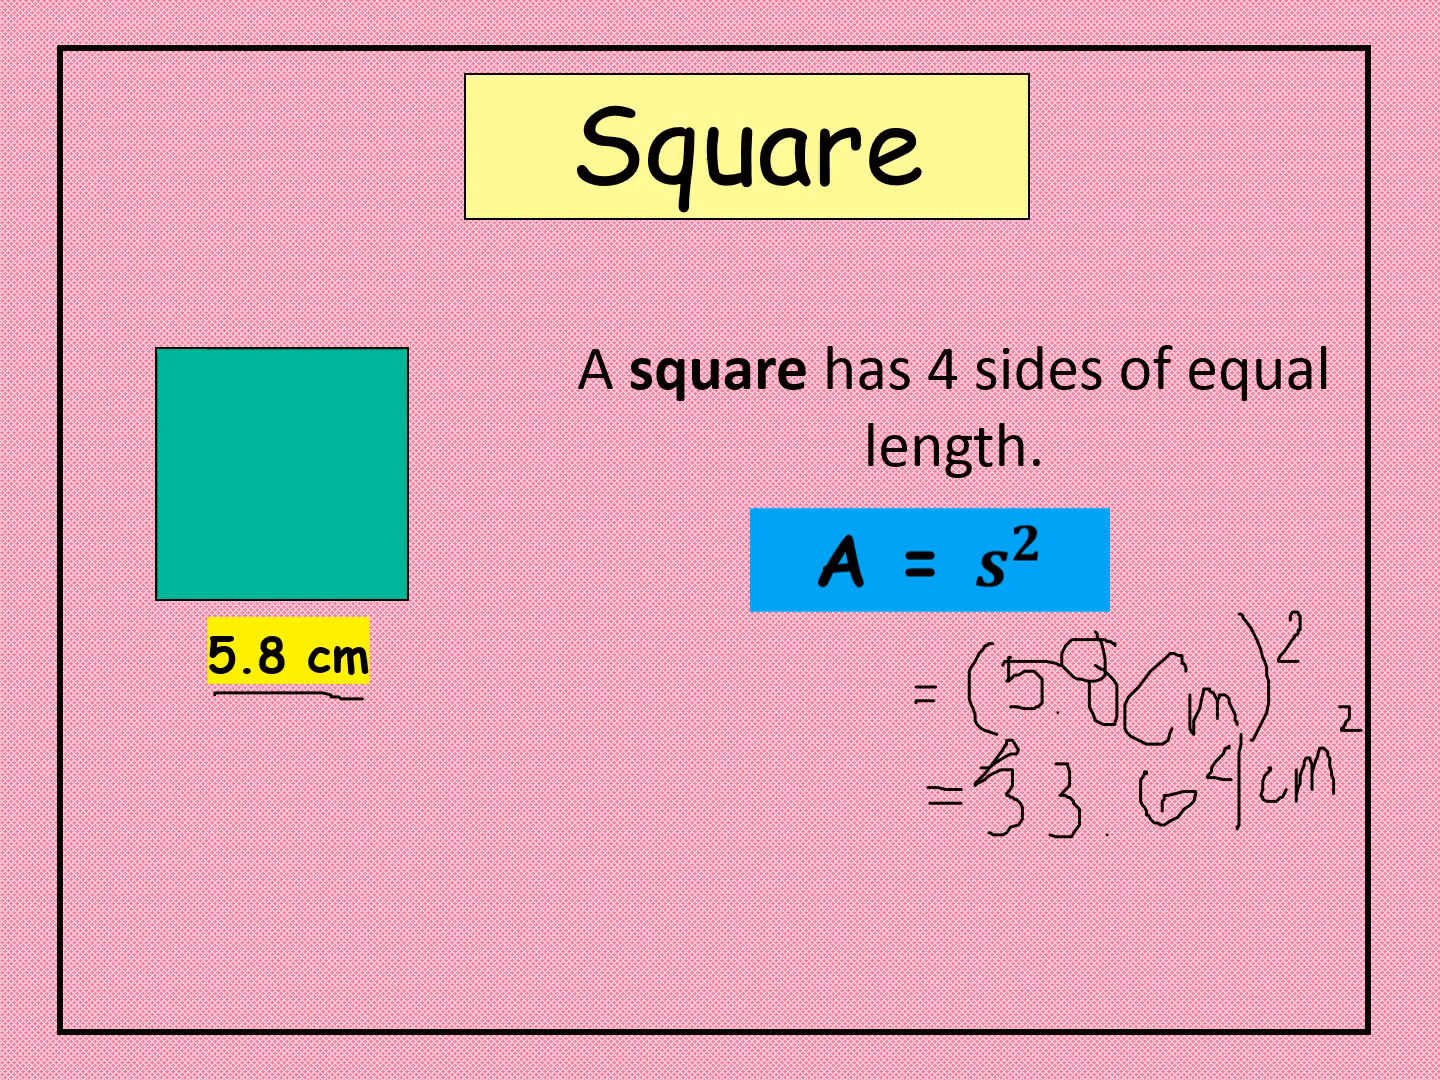 Square
A square has 4 sides of equal
length.
A = s²
5.8 cm
= (5.8 cm)²
= 33.64 cm²